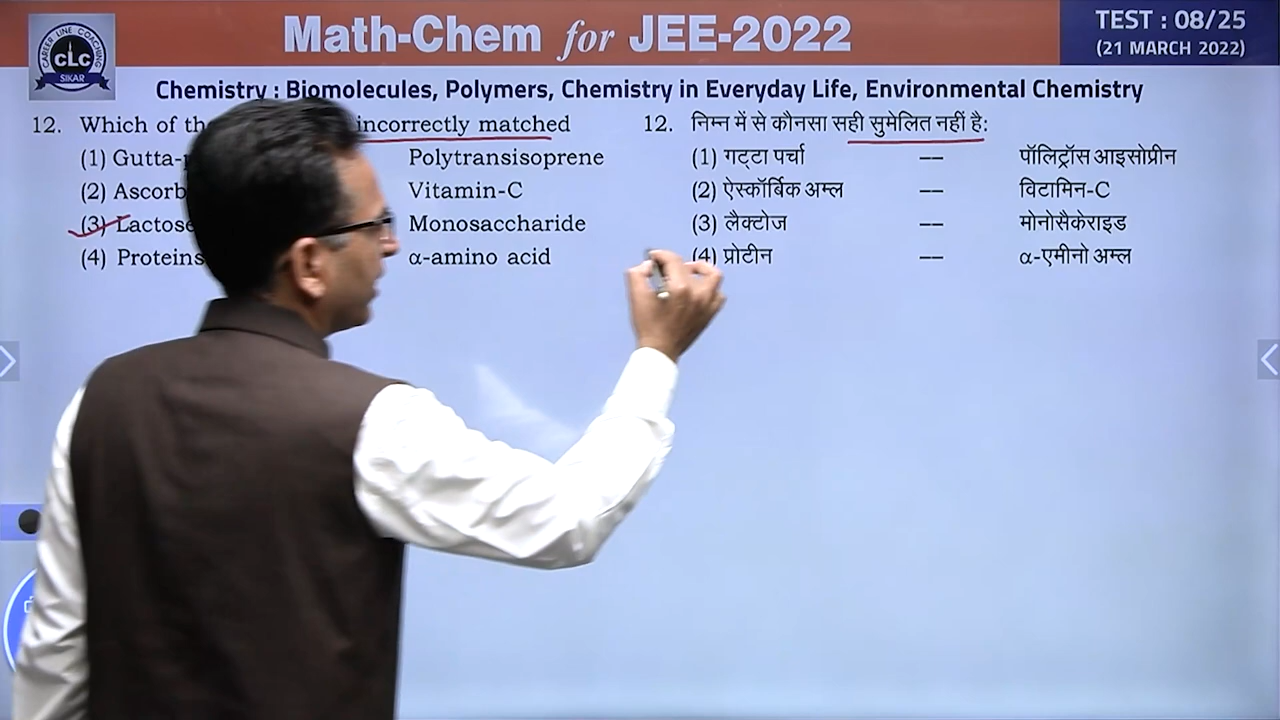 Math-Chem for JEE-2022
TEST : 08/25
(21 MARCH 2022)
CAREER LINE COACHING
CLC
SIKAR
Chemistry : Biomolecules, Polymers, Chemistry in Everyday Life, Environmental Chemistry
12. Which of incorrectly matched
(1) Polytransisoprene
(2) Vitamin-C
(3) Lactose Monosaccharide
(4) Proteins α-amino acid
12. निम्न में से कौनसा सही सुमेलित नहीं है:
(1) गट्टा पर्चा — पॉलिट्रॉस आइसोप्रीन
(2) ऐस्कॉर्बिक अम्ल — विटामिन-C
(3) लैक्टोज — मोनोसैकेराइड
(4) प्रोटीन — α-एमीनो अम्ल